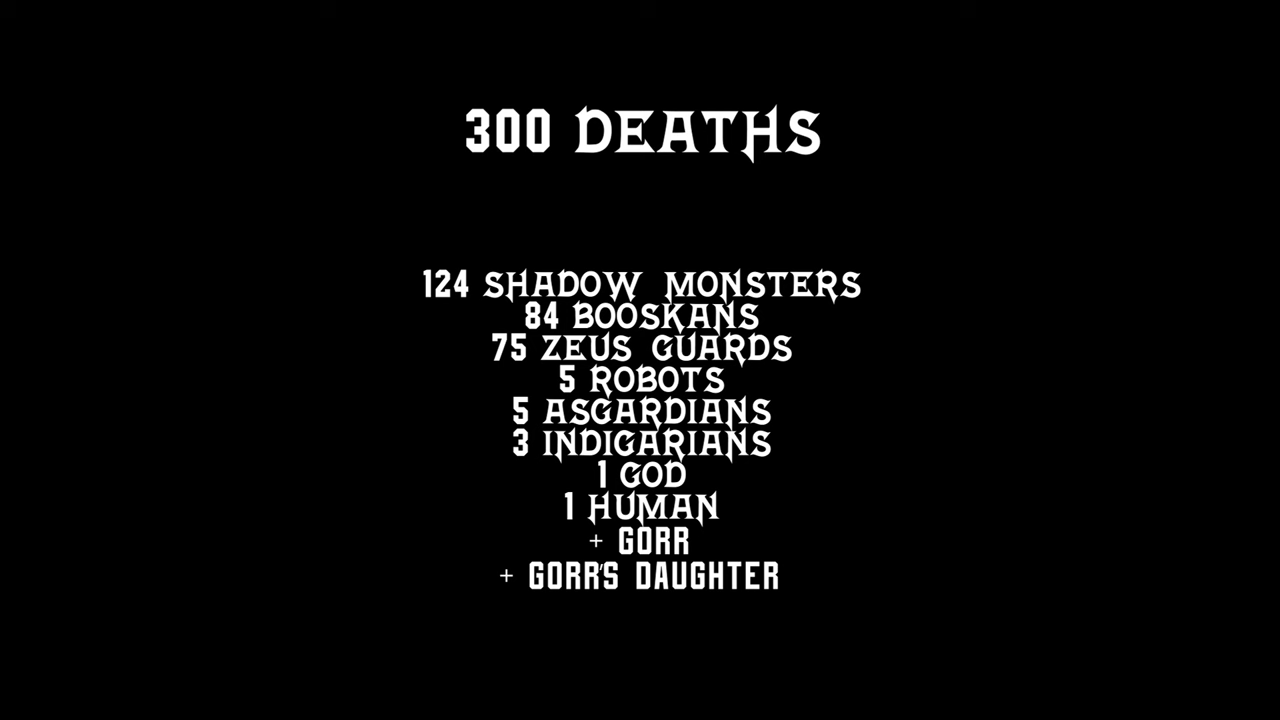 300 DEATHS
124 SHADOW MONSTERS
84 BOOSKANS
75 ZEUS GUARDS
5 ROBOTS
5 ASGARDIANS
3 INDIGARIANS
1 GOD
1 HUMAN
+ GORR
+ GORR'S DAUGHTER